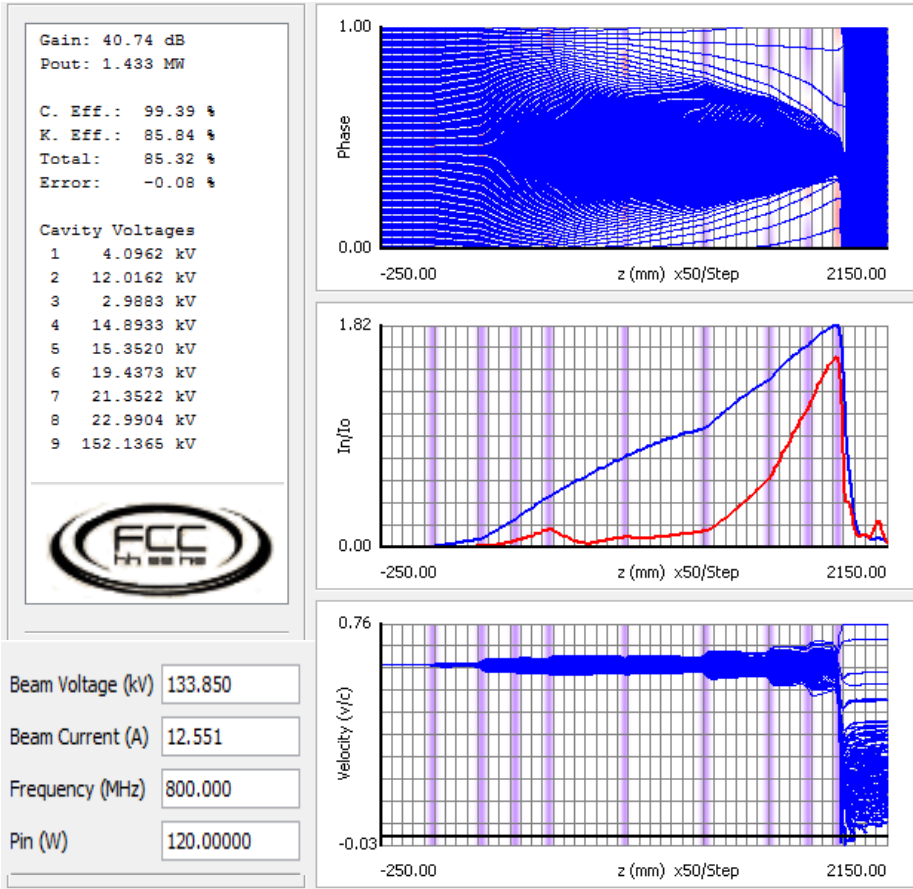 Gain: 40.74 dB
Pout: 1.433 MW
C. Eff.: 99.39 %
K. Eff.: 85.84 %
Total: 85.32 %
Error: -0.08 %
Cavity Voltages
1 4.0962 kV
2 12.0162 kV
3 2.9883 kV
4 14.8933 kV
5 15.3520 kV
6 19.4373 kV
7 21.3522 kV
8 22.9904 kV
9 152.1365 kV
FCC
hh ee he
Beam Voltage (kV) 133.850
Beam Current (A) 12.551
Frequency (MHz) 800.000
Pin (W) 120.00000
1.00
Phase
0.00
-250.00 z (mm) x50/Step 2150.00
1.82
In/Io
0.00
-250.00 z (mm) x50/Step 2150.00
0.76
Velocity (v/c)
-0.03
-250.00 z (mm) x50/Step 2150.00